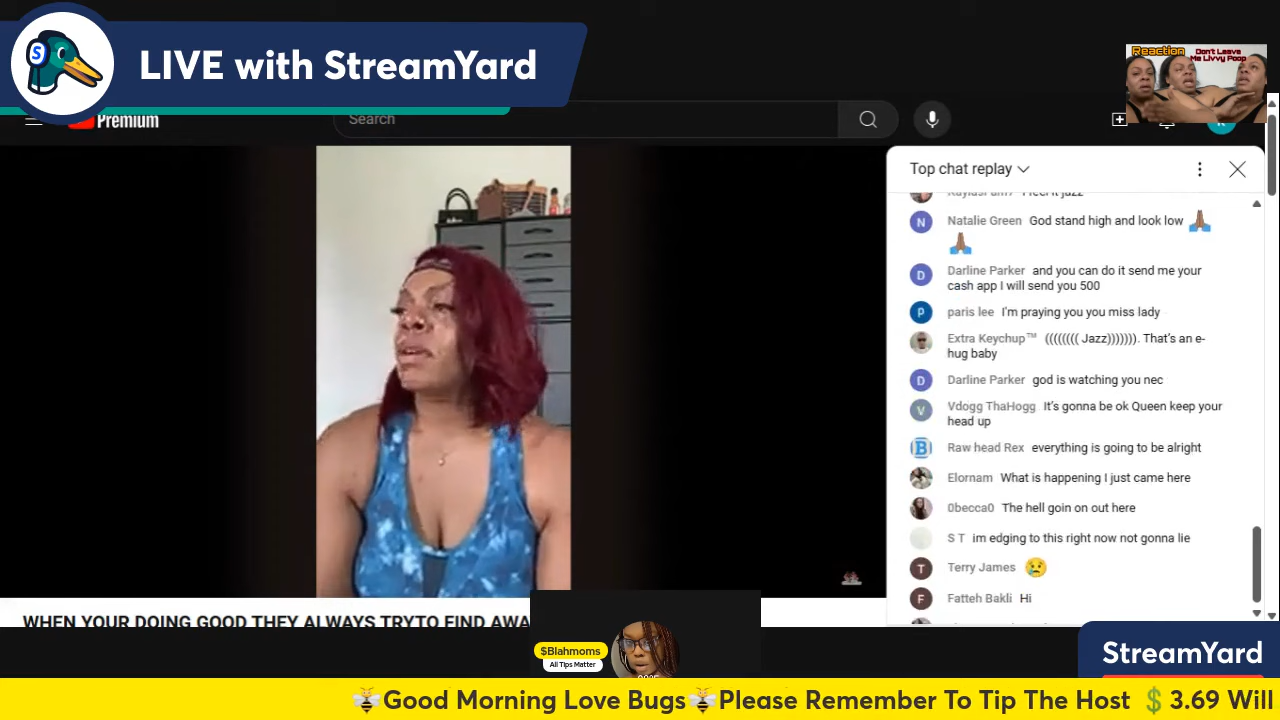 LIVE with StreamYard
S
Reaction
Don't Leave
Me Livvy Poop
Premium
Search
Top chat replay
Natalie Green God stand high and look low 🙏🏽
🙏🏽
Darline Parker and you can do it send me your
cash app I will send you 500
paris lee I'm praying you you miss lady
Extra Keychup™ (((((((( Jazz))))))). That's an e-
hug baby
Darline Parker god is watching you nec
Vdogg ThaHogg It's gonna be ok Queen keep your
head up
Raw head Rex everything is going to be alright
Elornam What is happening I just came here
0becca0 The hell goin on out here
S T im edging to this right now not gonna lie
Terry James 😢
Fatteh Bakli Hi
WHEN YOUR DOING GOOD THEY ALWAYS TRYTO FIND AWA
$Blahmoms
All Tips Matter
StreamYard
🐝Good Morning Love Bugs🐝Please Remember To Tip The Host 💲3.69 Will